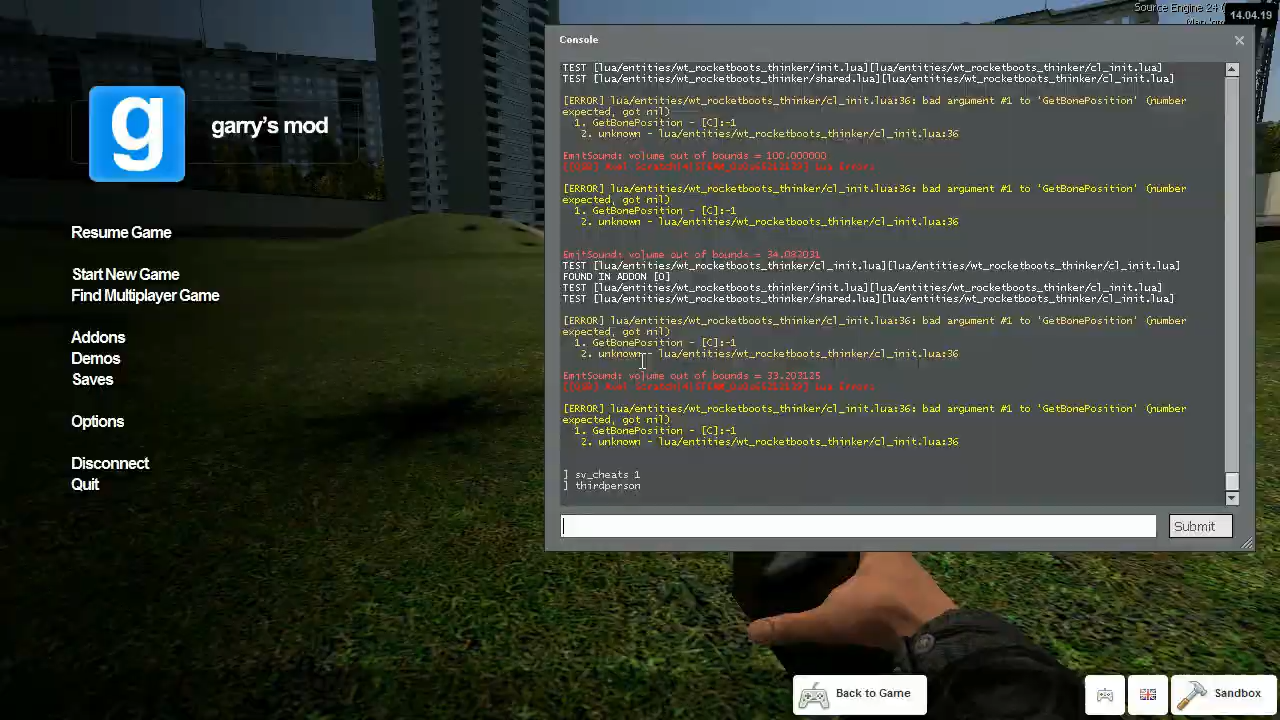 Source Engine 24
14.04.19
g
garry's mod
Resume Game
Start New Game
Find Multiplayer Game
Addons
Demos
Saves
Options
Disconnect
Quit
Console
TEST [lua/entities/wt_rocketboots_thinker/init.lua][lua/entities/wt_rocketboots_thinker/cl_init.lua]
TEST [lua/entities/wt_rocketboots_thinker/shared.lua][lua/entities/wt_rocketboots_thinker/cl_init.lua]
[ERROR] lua/entities/wt_rocketboots_thinker/cl_init.lua:36: bad argument #1 to 'GetBonePosition' (number
expected, got nil)
1. GetBonePosition - [C]:-1
2. unknown - lua/entities/wt_rocketboots_thinker/cl_init.lua:36
EmitSound: volume out of bounds = 100.000000
Lua Error:
[ERROR] lua/entities/wt_rocketboots_thinker/cl_init.lua:36: bad argument #1 to 'GetBonePosition' (number
expected, got nil)
1. GetBonePosition - [C]:-1
2. unknown - lua/entities/wt_rocketboots_thinker/cl_init.lua:36
EmitSound: volume out of bounds = 34.082031
TEST [lua/entities/wt_rocketboots_thinker/cl_init.lua][lua/entities/wt_rocketboots_thinker/cl_init.lua]
FOUND IN ADDON [0]
TEST [lua/entities/wt_rocketboots_thinker/init.lua][lua/entities/wt_rocketboots_thinker/cl_init.lua]
TEST [lua/entities/wt_rocketboots_thinker/shared.lua][lua/entities/wt_rocketboots_thinker/cl_init.lua]
[ERROR] lua/entities/wt_rocketboots_thinker/cl_init.lua:36: bad argument #1 to 'GetBonePosition' (number
expected, got nil)
1. GetBonePosition - [C]:-1
2. unknown - lua/entities/wt_rocketboots_thinker/cl_init.lua:36
EmitSound: volume out of bounds = 33.203125
Lua Error:
[ERROR] lua/entities/wt_rocketboots_thinker/cl_init.lua:36: bad argument #1 to 'GetBonePosition' (number
expected, got nil)
1. GetBonePosition - [C]:-1
2. unknown - lua/entities/wt_rocketboots_thinker/cl_init.lua:36
] sv_cheats 1
] thirdperson
Submit
Back to Game
Sandbox